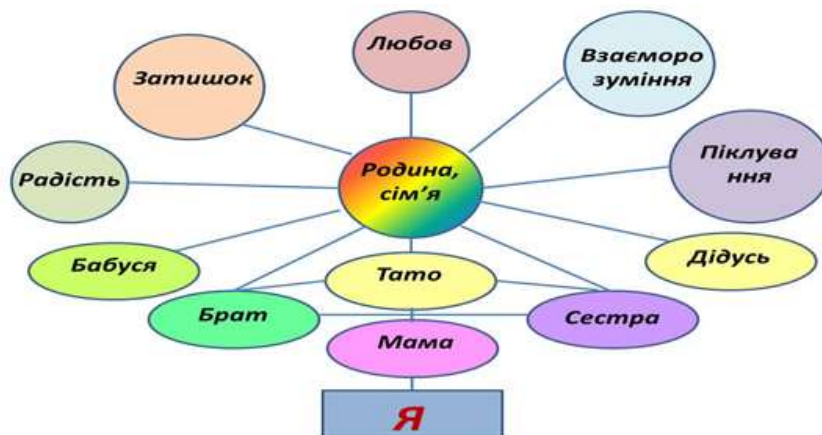 Любов
Затишок
Взаєморо
зуміння
Родина,
сім’я
Піклува
ння
Радість
Бабуся
Тато
Дідусь
Брат
Сестра
Мама
Я